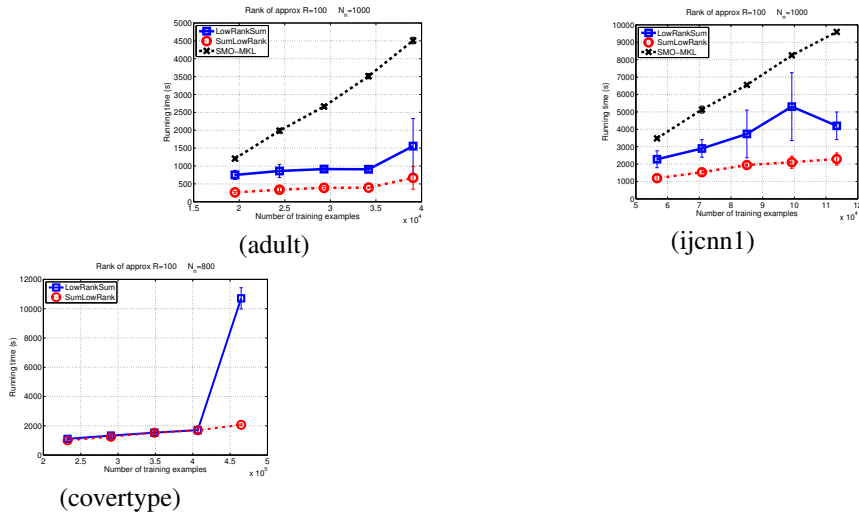 Rank of approx R=100 N_n=1000
5000
4500
4000
3500
3000
2500
2000
1500
1000
500
0
Running time (s)
LowRankSum
SumLowRank
SMO−MKL
1.5 2 2.5 3 3.5 4
Number of training examples
x 10^4
(adult)
Rank of approx R=100 N_n=1000
10000
9000
8000
7000
6000
5000
4000
3000
2000
1000
0
Running time (s)
LowRankSum
SumLowRank
SMO−MKL
5 6 7 8 9 10 11 12
Number of training examples
x 10^4
(ijcnn1)
Rank of approx R=100 N_n=800
12000
10000
8000
6000
4000
2000
0
Running time (s)
LowRankSum
SumLowRank
2 2.5 3 3.5 4 4.5 5
Number of training examples
x 10^5
(covertype)